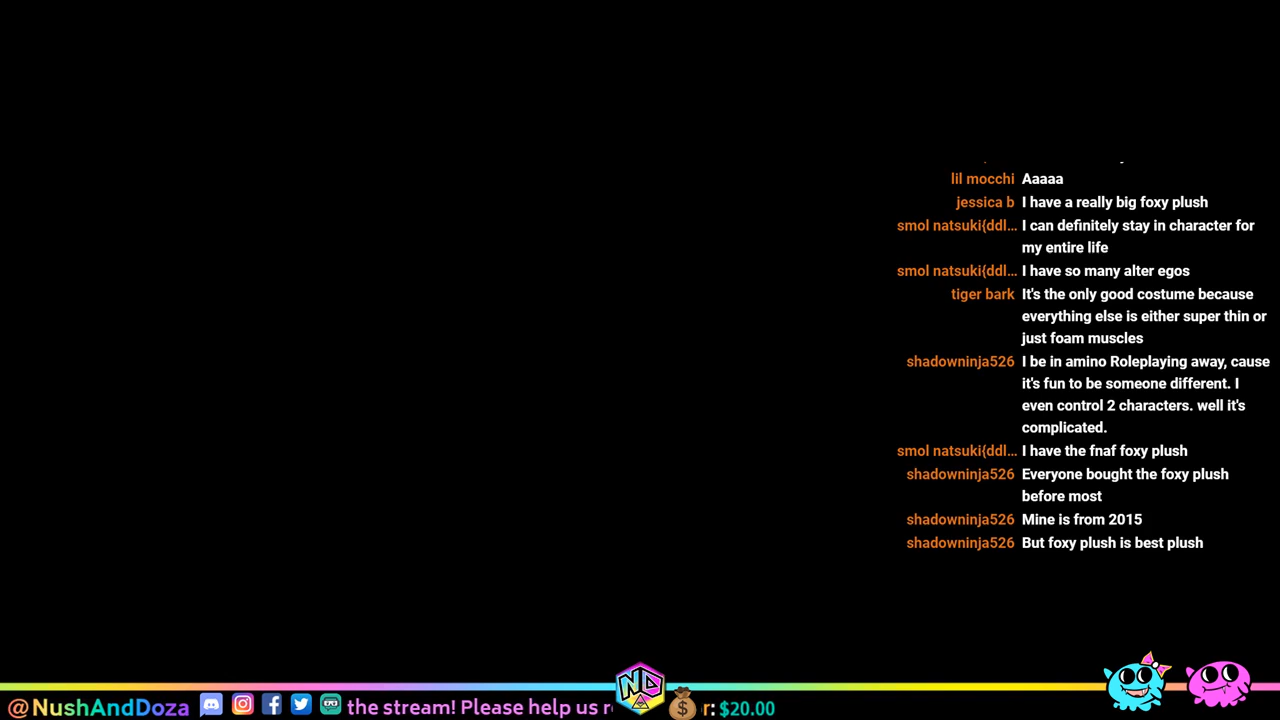 lil mocchi Aaaaa
jessica b I have a really big foxy plush
smol natsuki{ddl... I can definitely stay in character for
my entire life
smol natsuki{ddl... I have so many alter egos
tiger bark It's the only good costume because
everything else is either super thin or
just foam muscles
shadowninja526 I be in amino Roleplaying away, cause
it's fun to be someone different. I
even control 2 characters. well it's
complicated.
smol natsuki{ddl... I have the fnaf foxy plush
shadowninja526 Everyone bought the foxy plush
before most
shadowninja526 Mine is from 2015
shadowninja526 But foxy plush is best plush
@NushAndDoza the stream! Please help us r ND r: $20.00